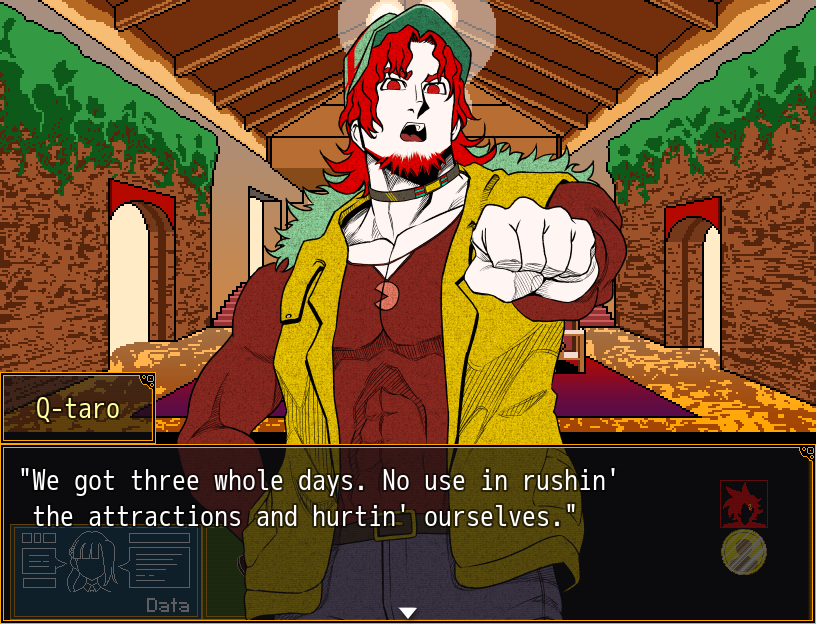 Q-taro
"We got three whole days. No use in rushin'
the attractions and hurtin' ourselves."
Data